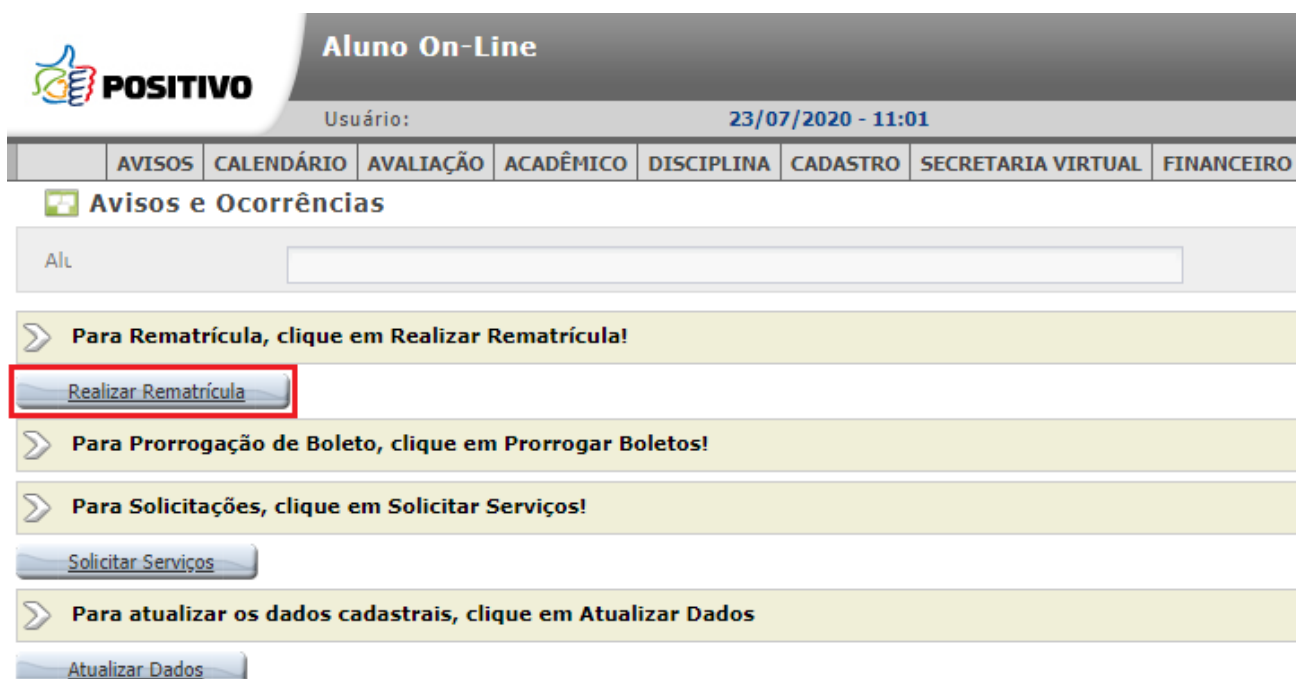 Aluno On-Line
POSITIVO
Usuário: 23/07/2020 - 11:01
AVISOS CALENDÁRIO AVALIAÇÃO ACADÊMICO DISCIPLINA CADASTRO SECRETARIA VIRTUAL FINANCEIRO
Avisos e Ocorrências
Alu
Para Rematrícula, clique em Realizar Rematrícula!
Realizar Rematrícula
Para Prorrogação de Boleto, clique em Prorrogar Boletos!
Para Solicitações, clique em Solicitar Serviços!
Solicitar Serviços
Para atualizar os dados cadastrais, clique em Atualizar Dados
Atualizar Dados